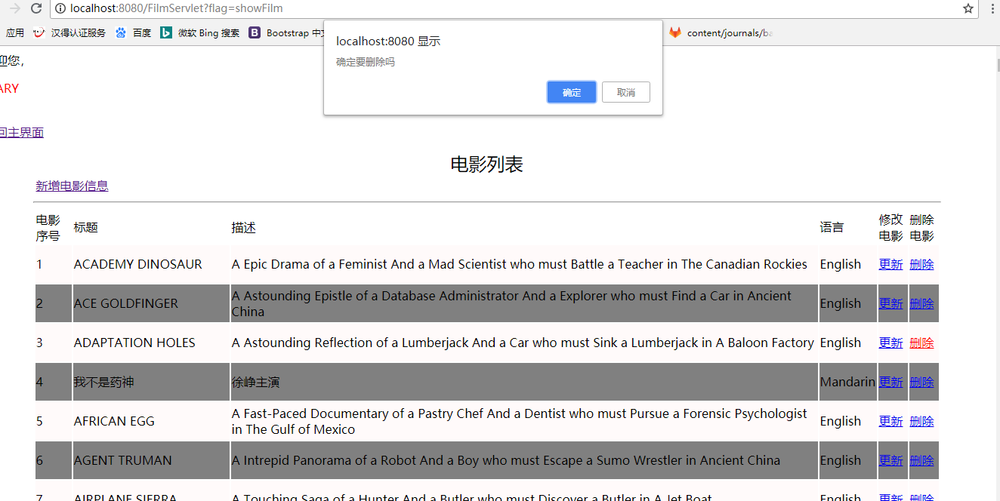 localhost:8080/FilmServlet?flag=showFilm
应用 汉得认证服务 百度 微软 Bing 搜索 B Bootstrap 中 content/journals/ba
localhost:8080 显示
确定要删除吗
确定 取消
迎您，
ARY
回主界面
电影列表
新增电影信息
电影序号 标题 描述 语言 修改电影 删除电影
1 ACADEMY DINOSAUR A Epic Drama of a Feminist And a Mad Scientist who must Battle a Teacher in The Canadian Rockies English 更新 删除
2 ACE GOLDFINGER A Astounding Epistle of a Database Administrator And a Explorer who must Find a Car in Ancient
China English 更新 删除
3 ADAPTATION HOLES A Astounding Reflection of a Lumberjack And a Car who must Sink a Lumberjack in A Baloon Factory English 更新 删除
4 我不是药神 徐峥主演 Mandarin 更新 删除
5 AFRICAN EGG A Fast-Paced Documentary of a Pastry Chef And a Dentist who must Pursue a Forensic Psychologist
in The Gulf of Mexico English 更新 删除
6 AGENT TRUMAN A Intrepid Panorama of a Robot And a Boy who must Escape a Sumo Wrestler in Ancient China English 更新 删除
7 AIRPLANE SIERRA A Touching Saga of a Hunter And a Butler who must Discover a Butler in A Jet Boat English 更新 删除